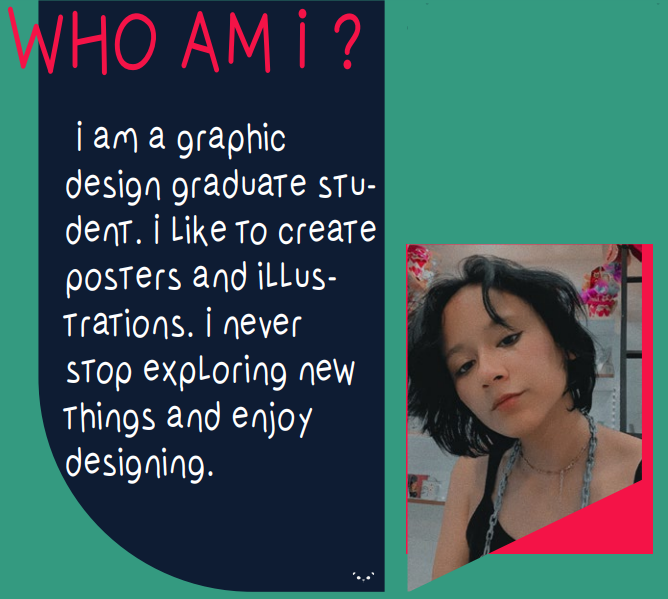 WHO AM i ?
i am a graphic
design graduate stu-
dent. i like to create
posters and illus-
trations. i never
stop exploring new
things and enjoy
designing.